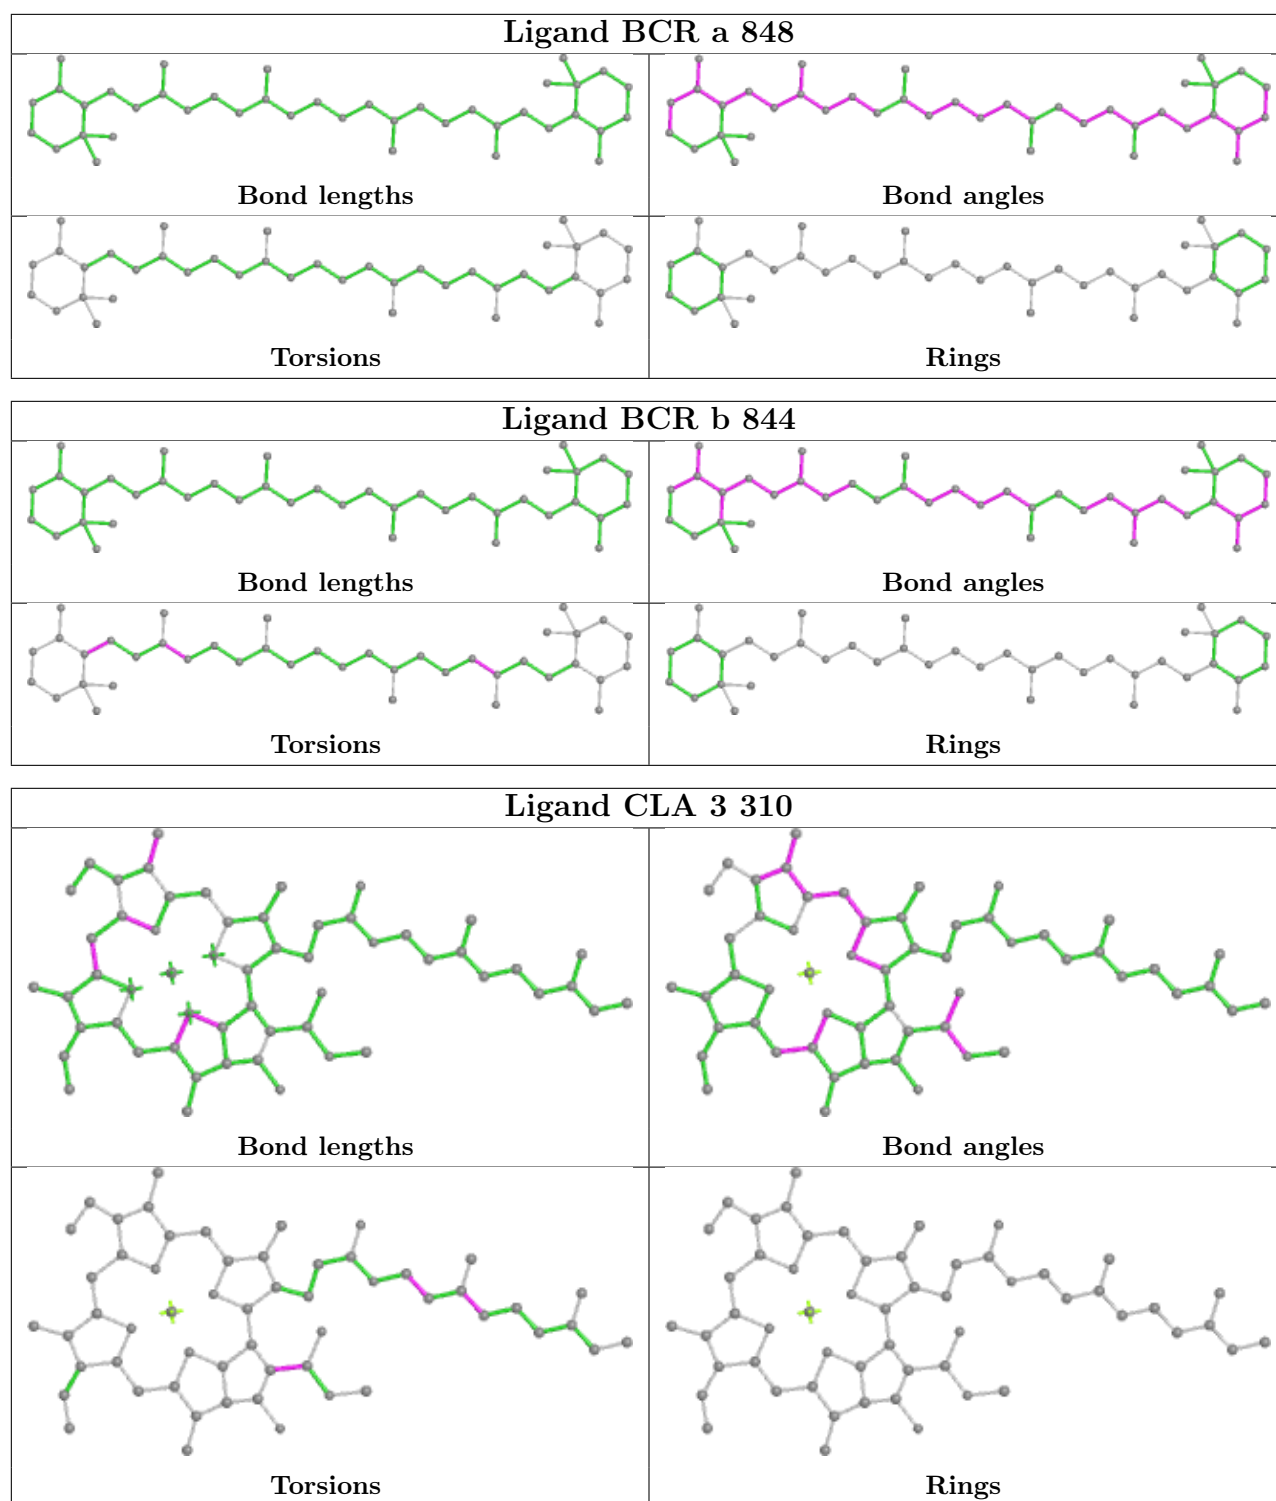 Ligand BCR a 848
Bond lengths
Bond angles
Torsions
Rings
Ligand BCR b 844
Bond lengths
Bond angles
Torsions
Rings
Ligand CLA 3 310
Bond lengths
Bond angles
Torsions
Rings